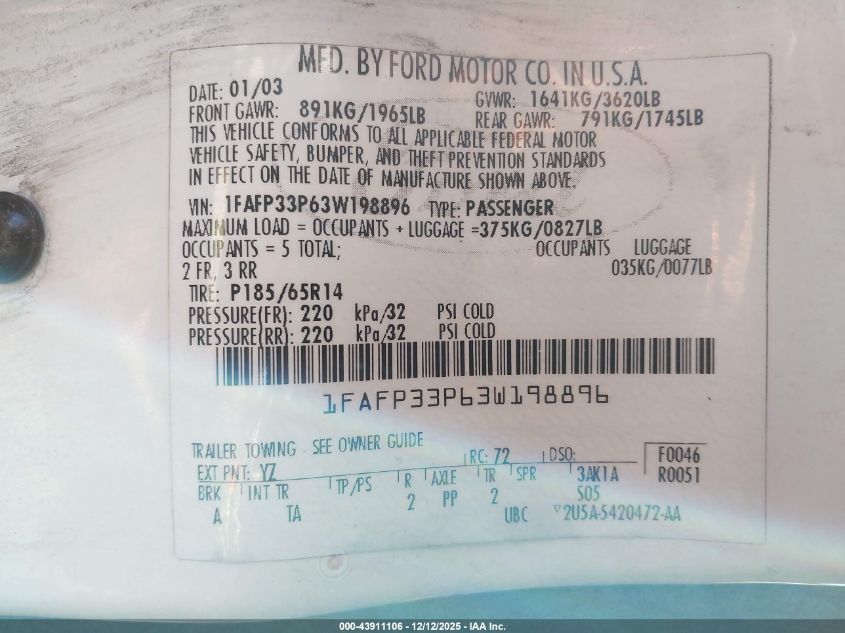 MFD. BY FORD MOTOR CO. IN U.S.A.
DATE: 01/03 GVWR: 1641KG/3620LB
FRONT GAWR: 891KG/1965LB REAR GAWR: 791KG/1745LB
THIS VEHICLE CONFORMS TO ALL APPLICABLE FEDERAL MOTOR
VEHICLE SAFETY, BUMPER, AND THEFT PREVENTION STANDARDS
IN EFFECT ON THE DATE OF MANUFACTURE SHOWN ABOVE.
VIN: 1FAFP33P63W198896 TYPE: PASSENGER
MAXIMUM LOAD = OCCUPANTS + LUGGAGE =375KG/0827LB
OCCUPANTS = 5 TOTAL; OCCUPANTS LUGGAGE
2 FR, 3 RR 035KG/0077LB
TIRE: P185/65R14
PRESSURE(FR): 220 kPa/32 PSI COLD
PRESSURE(RR): 220 kPa/32 PSI COLD
1FAFP33P63W198896
TRAILER TOWING - SEE OWNER GUIDE RC: 72 DSO: F0046
EXT PNT: YZ 3AK1A R0051
BRK INT TR TP/PS R AXLE TR SPR S05
A TA 2 PP 2 UBC 2U5A-5420472-AA
000-43911106 - 12/12/2025 - IAA Inc.